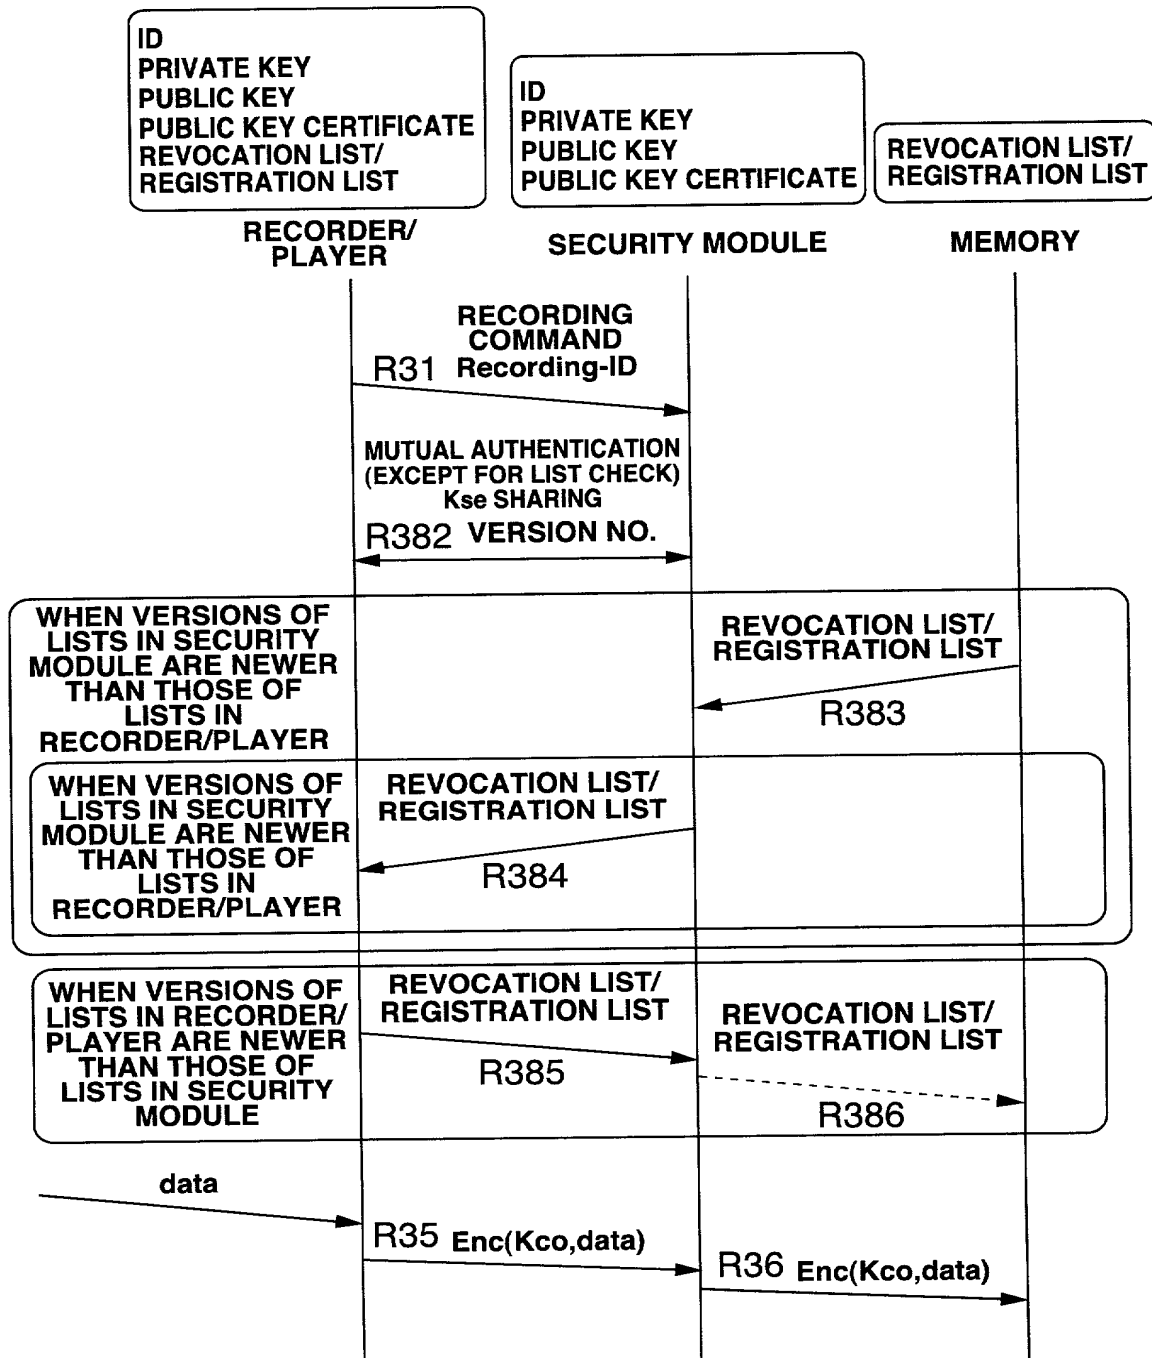 ID
PRIVATE KEY
PUBLIC KEY
PUBLIC KEY CERTIFICATE
REVOCATION LIST/
REGISTRATION LIST
ID
PRIVATE KEY
PUBLIC KEY
PUBLIC KEY CERTIFICATE
REVOCATION LIST/
REGISTRATION LIST
RECORDER/
PLAYER
SECURITY MODULE
MEMORY
RECORDING
COMMAND
R31 Recording-ID
MUTUAL AUTHENTICATION
(EXCEPT FOR LIST CHECK)
Kse SHARING
R382 VERSION NO.
WHEN VERSIONS OF
LISTS IN SECURITY
MODULE ARE NEWER
THAN THOSE OF
LISTS IN
RECORDER/PLAYER
REVOCATION LIST/
REGISTRATION LIST
R383
WHEN VERSIONS OF
LISTS IN SECURITY
MODULE ARE NEWER
THAN THOSE OF
LISTS IN
RECORDER/PLAYER
REVOCATION LIST/
REGISTRATION LIST
R384
WHEN VERSIONS OF
LISTS IN RECORDER/
PLAYER ARE NEWER
THAN THOSE OF
LISTS IN SECURITY
MODULE
REVOCATION LIST/
REGISTRATION LIST
R385
REVOCATION LIST/
REGISTRATION LIST
R386
data
R35 Enc(Kco,data)
R36 Enc(Kco,data)